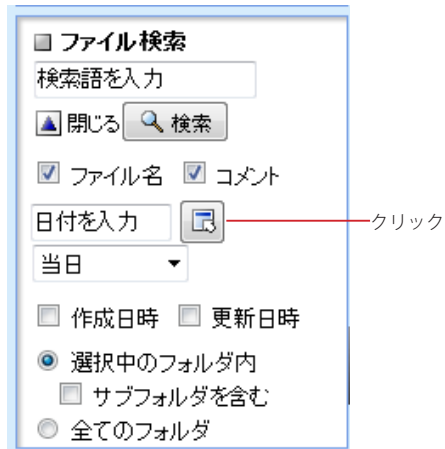 ファイル検索
検索語を入力
閉じる 検索
ファイル名 コメント
日付を入力
クリック
当日
作成日時 更新日時
選択中のフォルダ内
サブフォルダを含む
全てのフォルダ